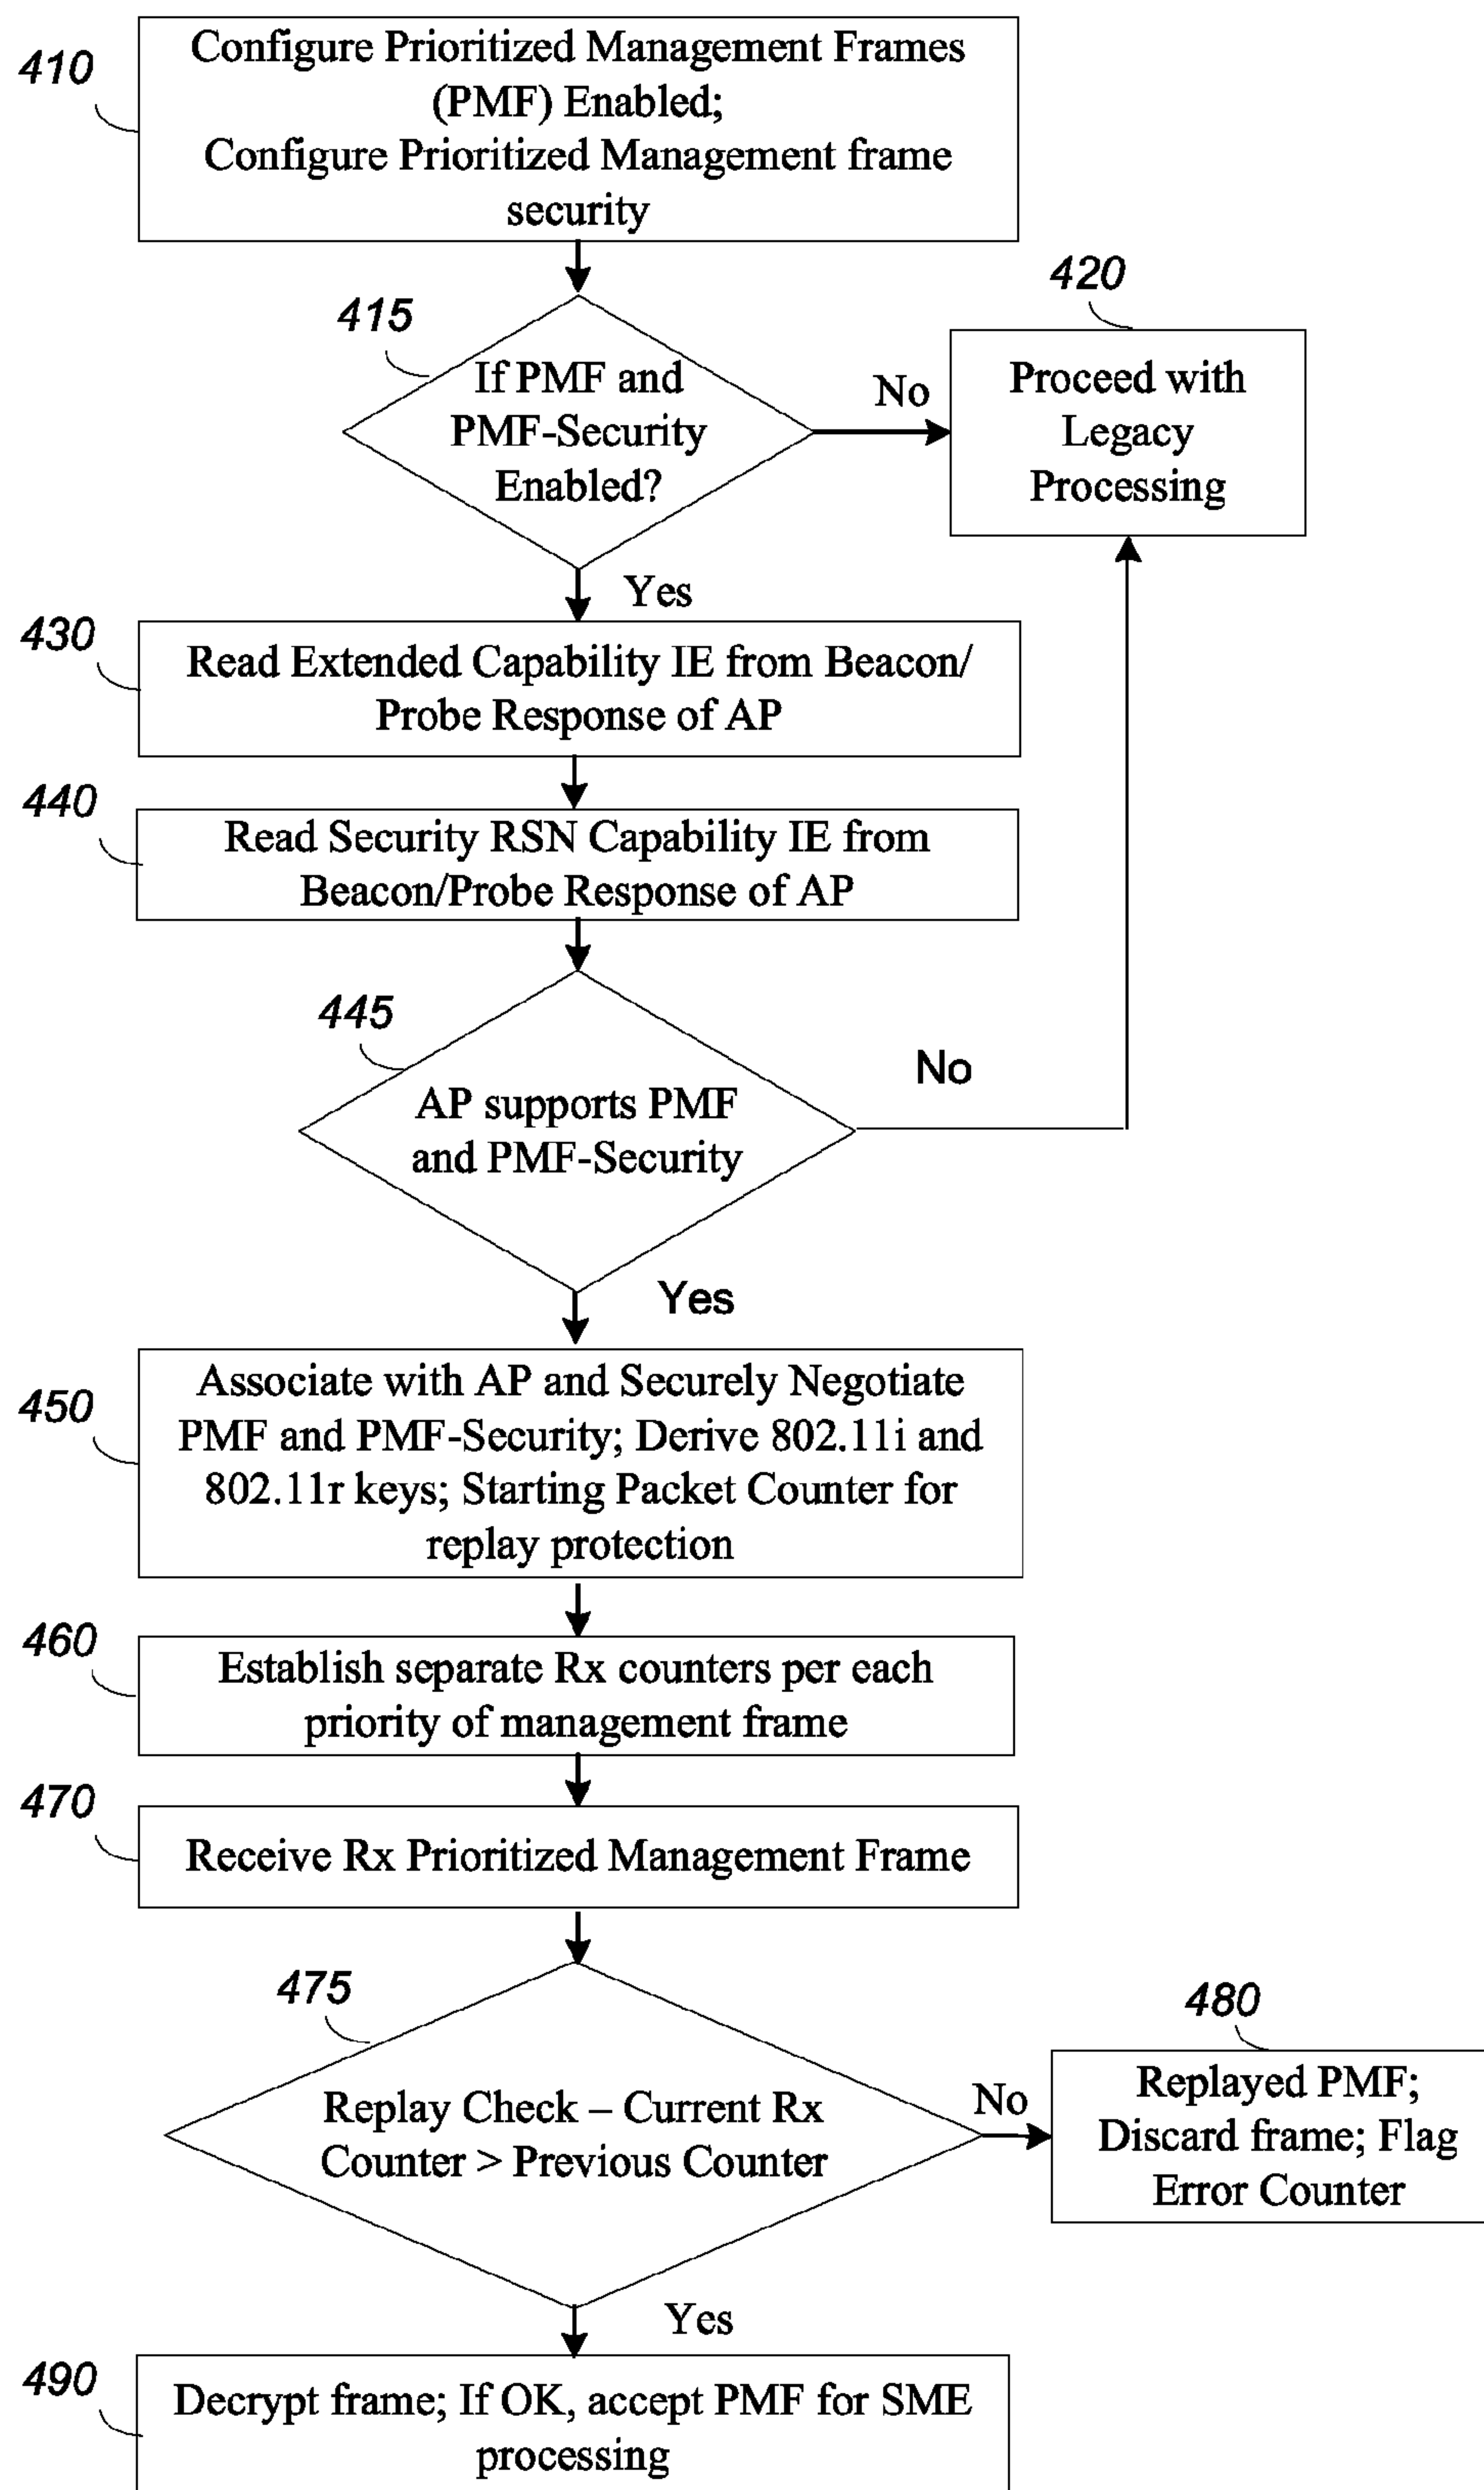 410
Configure Prioritized Management Frames
(PMF) Enabled;
Configure Prioritized Management frame
security
415
If PMF and
PMF-Security
Enabled?
No
420
Proceed with
Legacy
Processing
Yes
430
Read Extended Capability IE from Beacon/
Probe Response of AP
440
Read Security RSN Capability IE from
Beacon/Probe Response of AP
445
AP supports PMF
and PMF-Security
No
Yes
450
Associate with AP and Securely Negotiate
PMF and PMF-Security; Derive 802.11i and
802.11r keys; Starting Packet Counter for
replay protection
460
Establish separate Rx counters per each
priority of management frame
470
Receive Rx Prioritized Management Frame
475
Replay Check – Current Rx
Counter > Previous Counter
No
480
Replayed PMF;
Discard frame; Flag
Error Counter
Yes
490
Decrypt frame; If OK, accept PMF for SME
processing